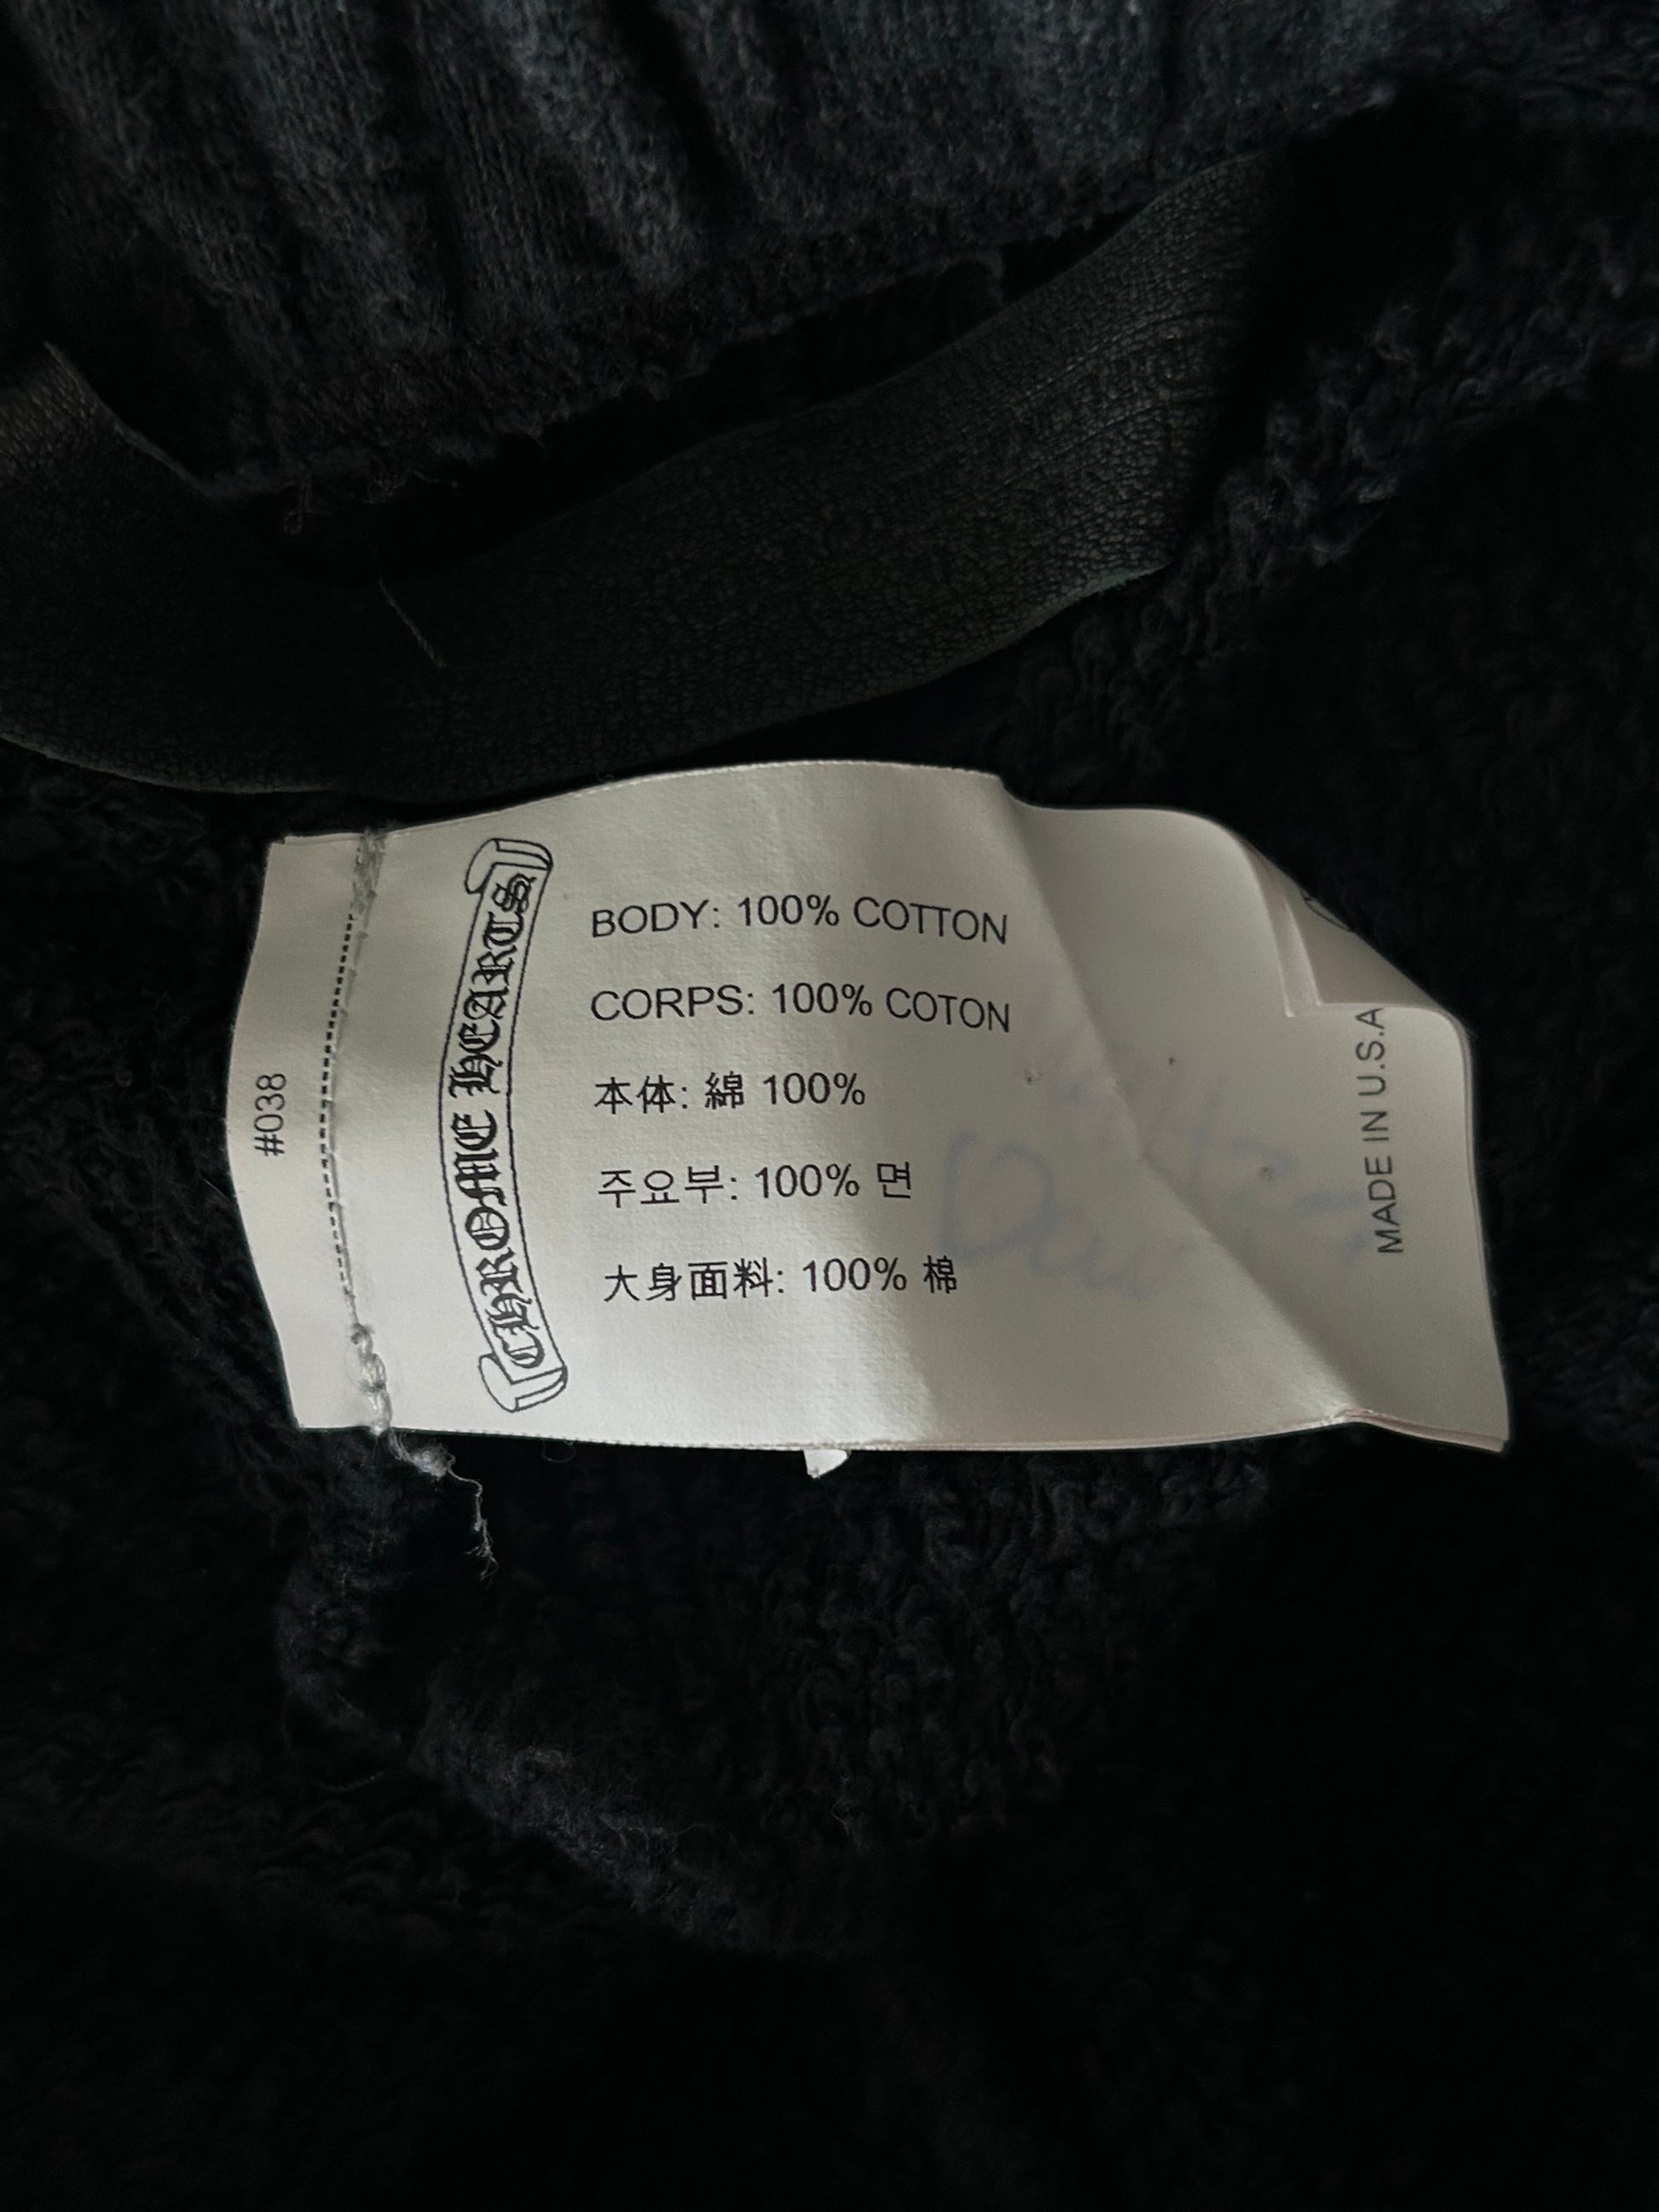 #038
CHROME HEARTS
BODY: 100% COTTON
CORPS: 100% COTON
本体: 綿 100%
주요부: 100% 면
大身面料: 100% 棉
MADE IN U.S.A